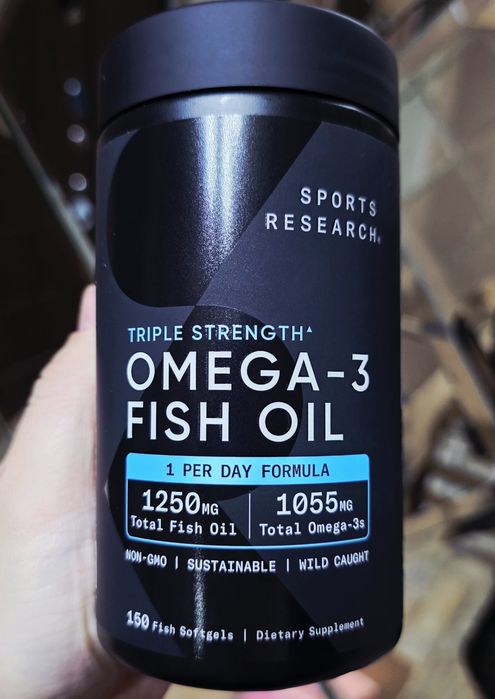 SPORTS
RESEARCH®
TRIPLE STRENGTH▲
OMEGA-3
FISH OIL
1 PER DAY FORMULA
1250MG 1055MG
Total Fish Oil Total Omega-3s
NON-GMO | SUSTAINABLE | WILD CAUGHT
150 Fish Softgels | Dietary Supplement